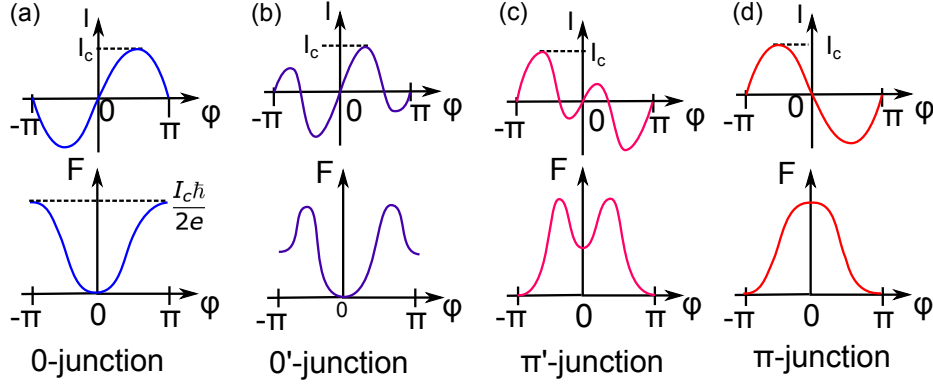 (a)
I
I_c
0
-π
π
φ
F
I_cħ/2e
-π
0
π
φ
0-junction
(b)
I
I_c
0
-π
π
φ
F
0
φ
0'-junction
(c)
I
I_c
0
-π
π
φ
F
-π
0
π
φ
π'-junction
(d)
I
I_c
0
-π
π
φ
F
-π
0
π
φ
π-junction